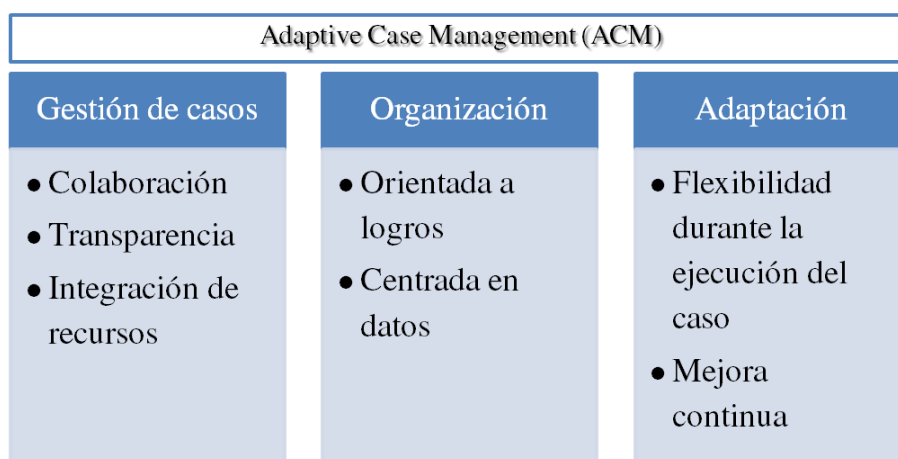 Adaptive Case Management (ACM)
Gestión de casos
● Colaboración
● Transparencia
● Integración de
recursos
Organización
● Orientada a
logros
● Centrada en
datos
Adaptación
● Flexibilidad
durante la
ejecución del
caso
● Mejora
continua